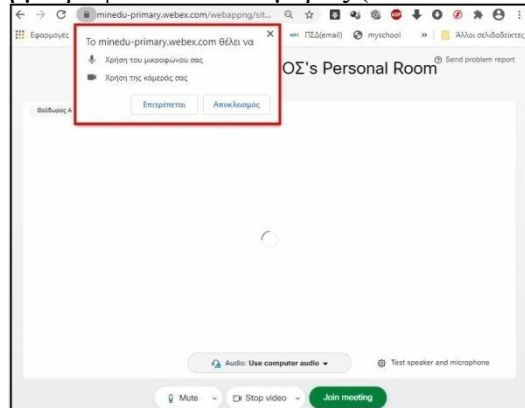 minedu-primary.webex.com/webappng/sit...
Εφαρμογές
ΠΣΔ(email)
myschool
»
Άλλοι σελιδοδείκτες
Το minedu-primary.webex.com θέλει να
Χρήση του μικροφώνου σας
Χρήση της κάμεράς σας
Επιτρέπεται Αποκλεισμός
ΟΣ's Personal Room
Send problem report
Θεόδωρος Α
Audio: Use computer audio
Test speaker and microphone
Mute
Stop video
Join meeting